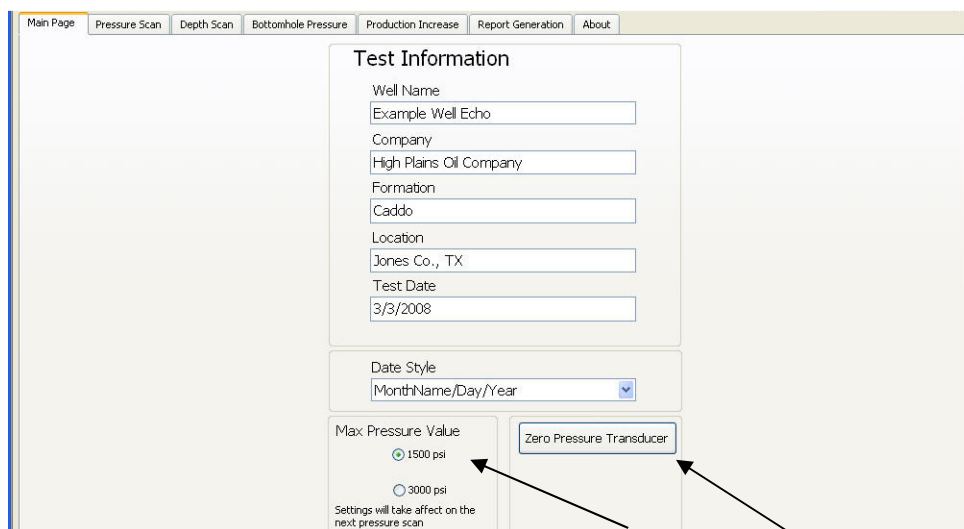 Main Page Pressure Scan Depth Scan Bottomhole Pressure Production Increase Report Generation About
Test Information
Well Name
Example Well Echo
Company
High Plains Oil Company
Formation
Caddo
Location
Jones Co., TX
Test Date
3/3/2008
Date Style
MonthName/Day/Year
Max Pressure Value
1500 psi
3000 psi
Settings will take affect on the
next pressure scan
Zero Pressure Transducer